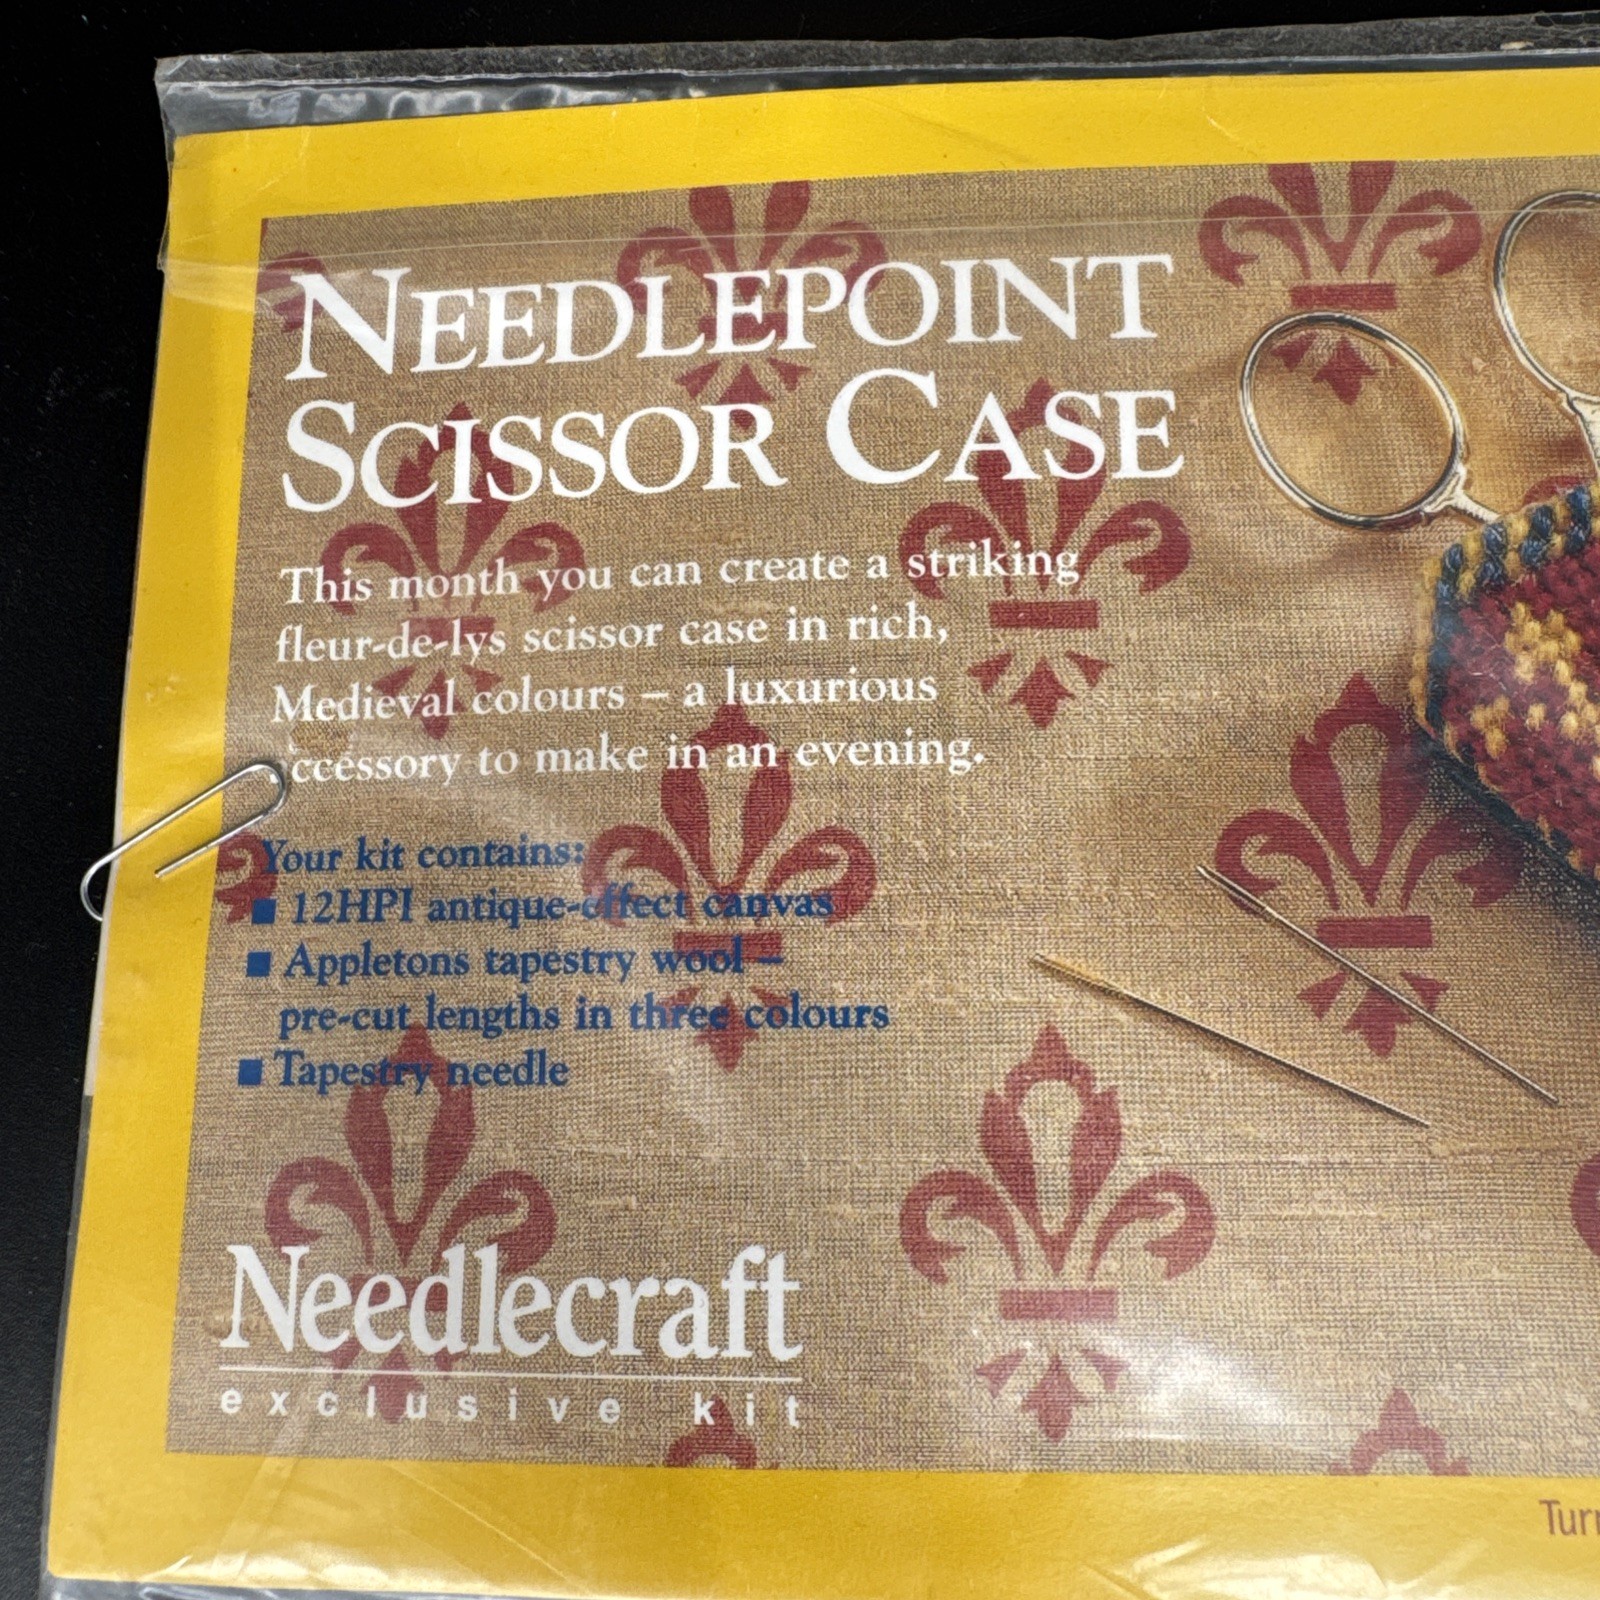 NEEDLEPOINT
SCISSOR CASE
This month you can create a striking
fleur-de-lys scissor case in rich,
Medieval colours – a luxurious
accessory to make in an evening.
Your kit contains:
■ 12HPI antique-effect canvas
■ Appletons tapestry wool –
pre-cut lengths in three colours
■ Tapestry needle
Needlecraft
exclusive kit